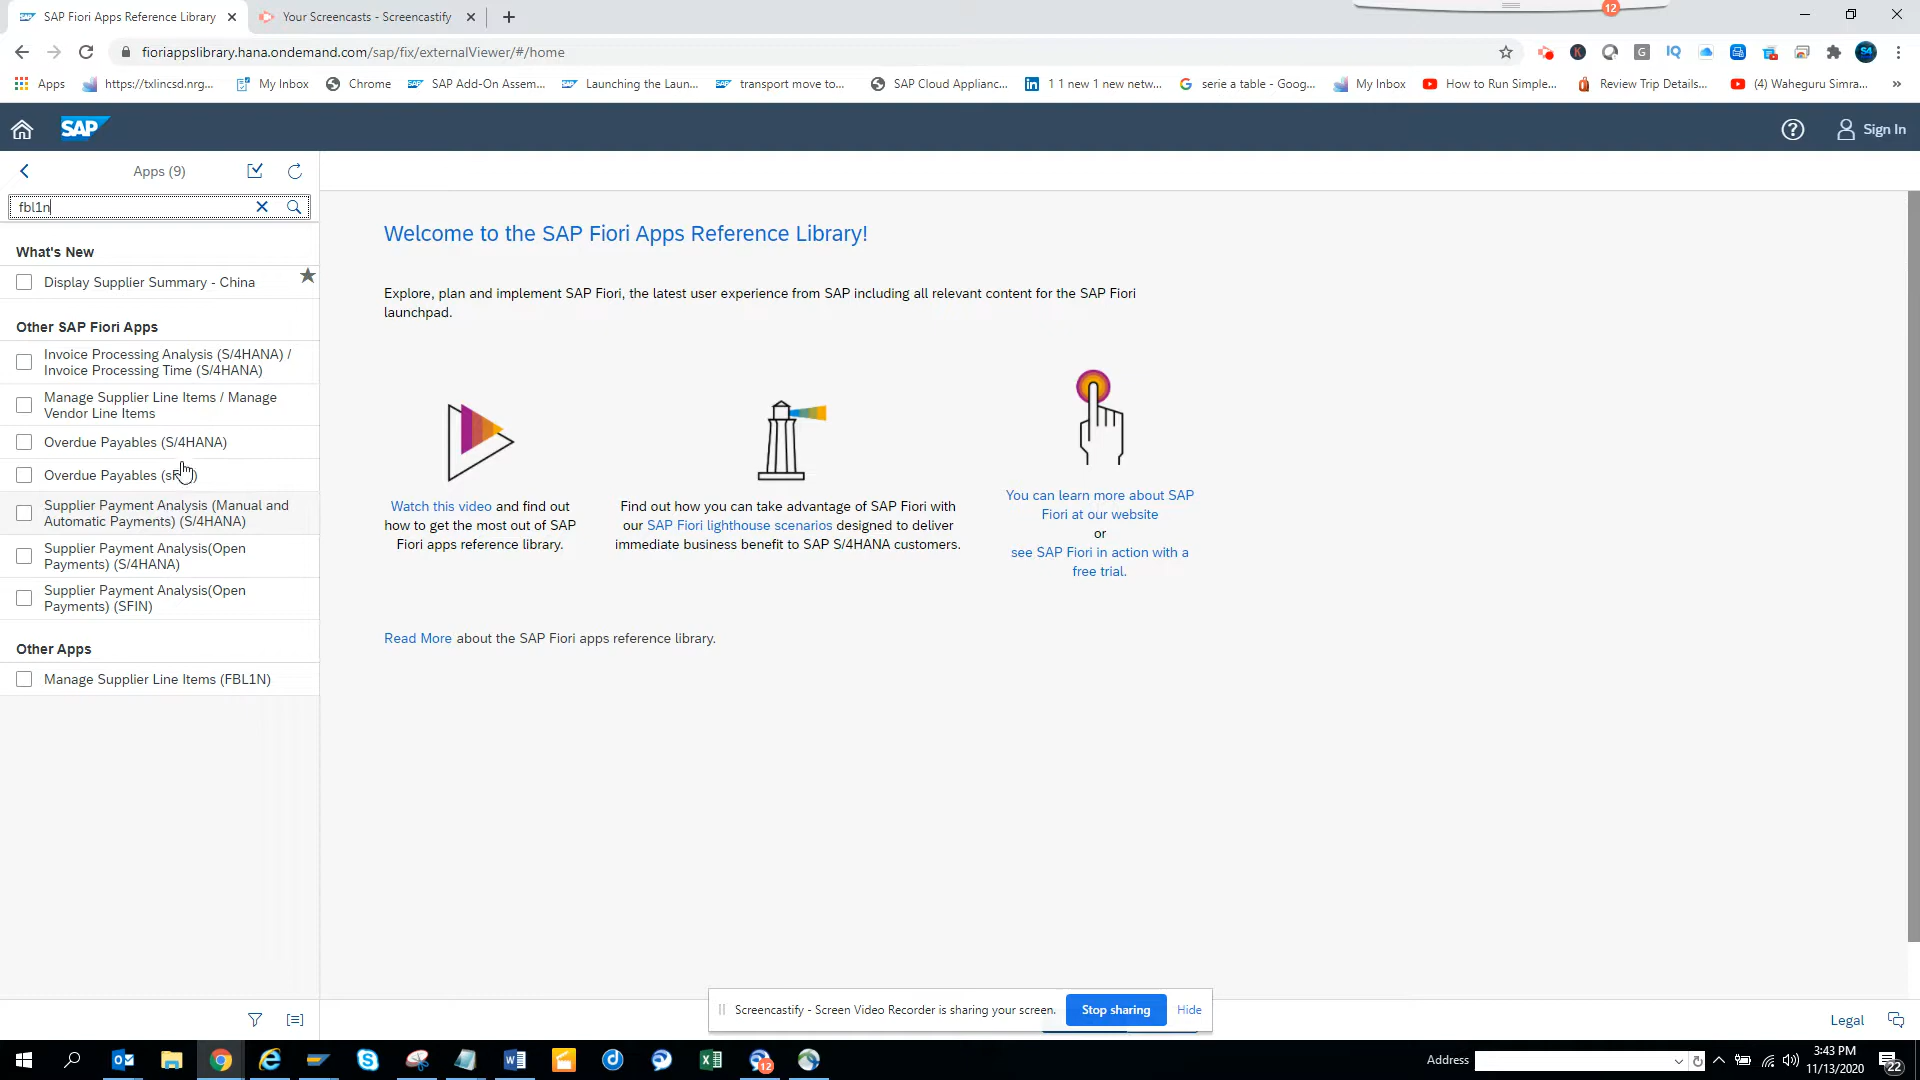 SAP Fiori Apps Reference Library
Your Screencasts - Screencastify
12
fioriappslibrary.hana.ondemand.com/sap/fix/externalViewer/#/home
Apps
https://txlincsd.nrg...
My Inbox
Chrome
SAP Add-On Assem...
Launching the Laun...
transport move to...
SAP Cloud Applianc...
1 1 new 1 new netw...
serie a table - Goog...
My Inbox
How to Run Simple...
Review Trip Details...
(4) Waheguru Simra...
SAP
Sign In
Apps (9)
fbl1n
What's New
Display Supplier Summary - China
Other SAP Fiori Apps
Invoice Processing Analysis (S/4HANA) /
Invoice Processing Time (S/4HANA)
Manage Supplier Line Items / Manage
Vendor Line Items
Overdue Payables (S/4HANA)
Overdue Payables
Supplier Payment Analysis (Manual and
Automatic Payments) (S/4HANA)
Supplier Payment Analysis(Open
Payments) (S/4HANA)
Supplier Payment Analysis(Open
Payments) (SFIN)
Other Apps
Manage Supplier Line Items (FBL1N)
Welcome to the SAP Fiori Apps Reference Library!
Explore, plan and implement SAP Fiori, the latest user experience from SAP including all relevant content for the SAP Fiori
launchpad.
Watch this video and find out
how to get the most out of SAP
Fiori apps reference library.
Find out how you can take advantage of SAP Fiori with
our SAP Fiori lighthouse scenarios designed to deliver
immediate business benefit to SAP S/4HANA customers.
You can learn more about SAP
Fiori at our website
or
see SAP Fiori in action with a
free trial.
Read More about the SAP Fiori apps reference library.
Screencastify - Screen Video Recorder is sharing your screen.
Stop sharing
Hide
Legal
Address
3:43 PM
11/13/2020
12
22